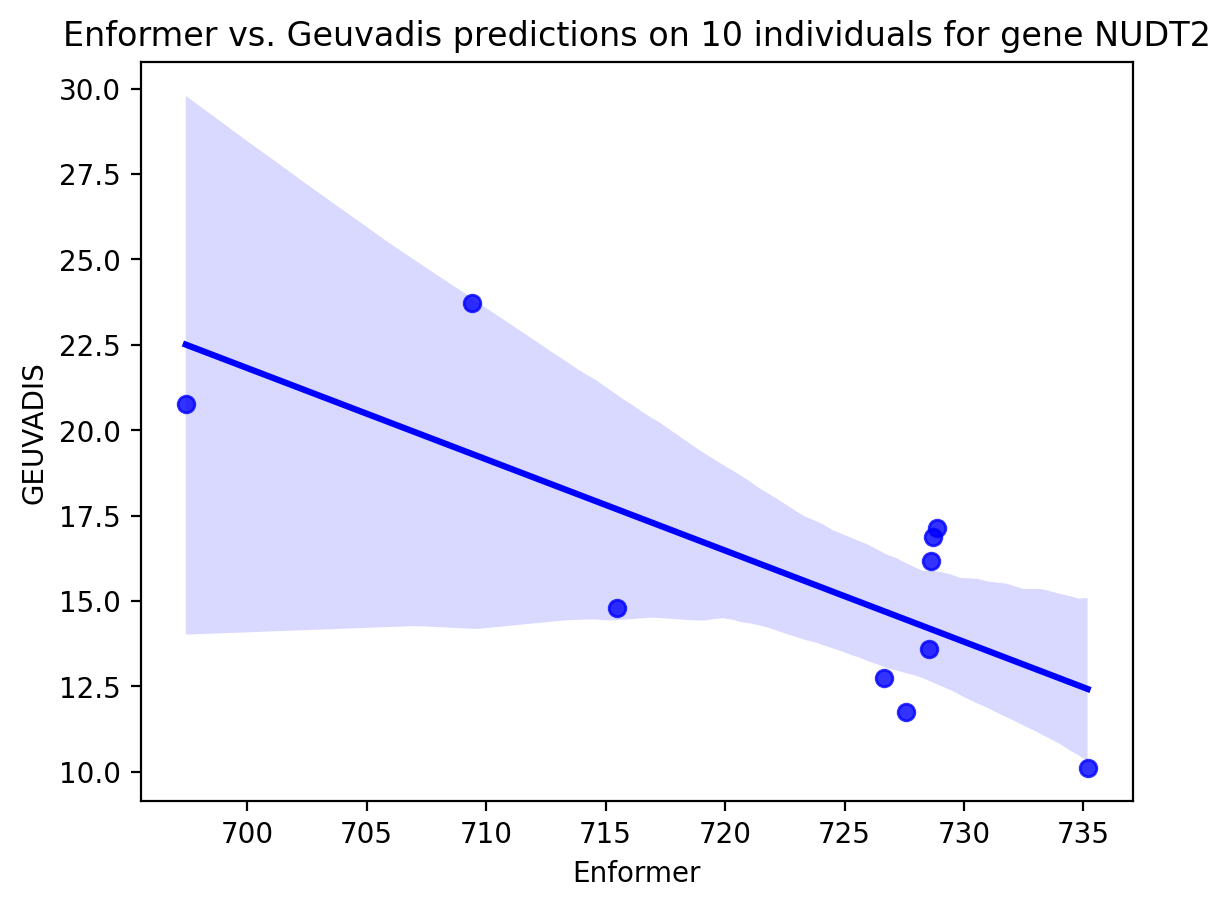 Enformer vs. Geuvadis predictions on 10 individuals for gene NUDT2
30.0
27.5
25.0
22.5
20.0
17.5
15.0
12.5
10.0
GEUVADIS
700 705 710 715 720 725 730 735
Enformer